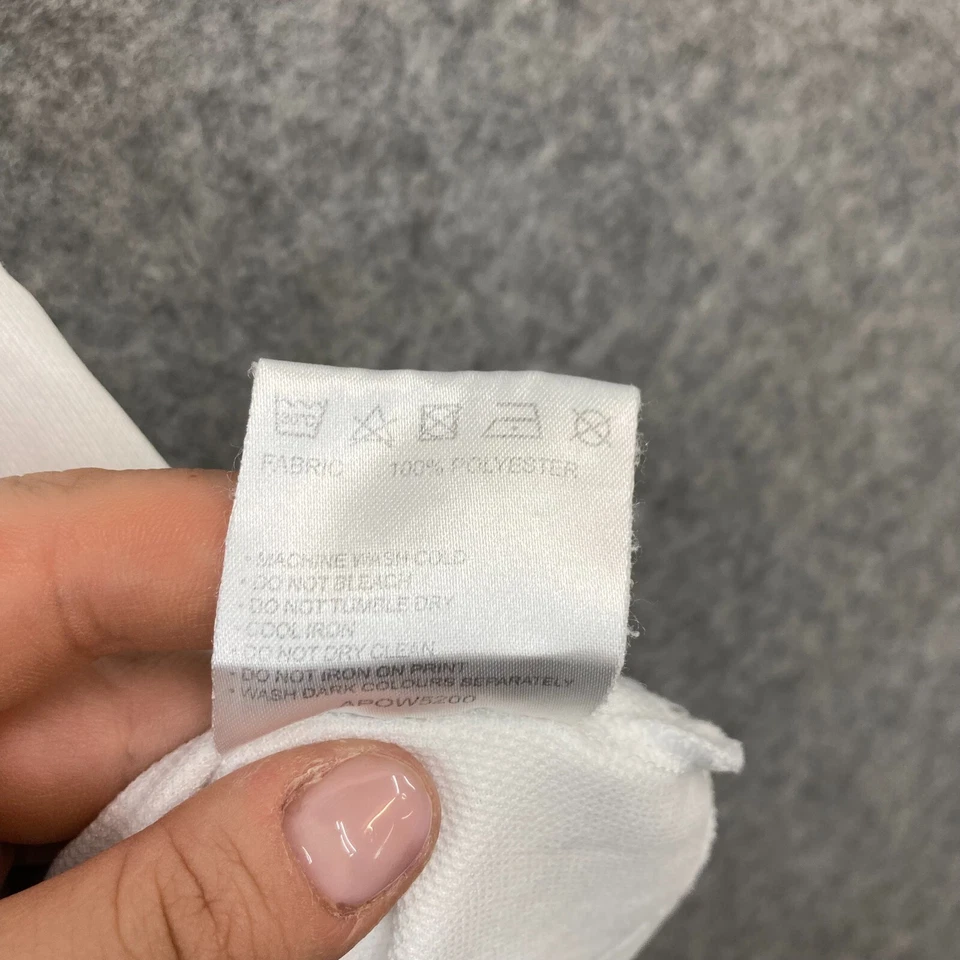 FABRIC 100% POLYESTER
• MACHINE WASH COLD
• DO NOT BLEACH
• DO NOT TUMBLE DRY
• COOL IRON
• DO NOT DRY CLEAN
• DO NOT IRON ON PRINT
• WASH DARK COLOURS SEPARATELY
APOW5200